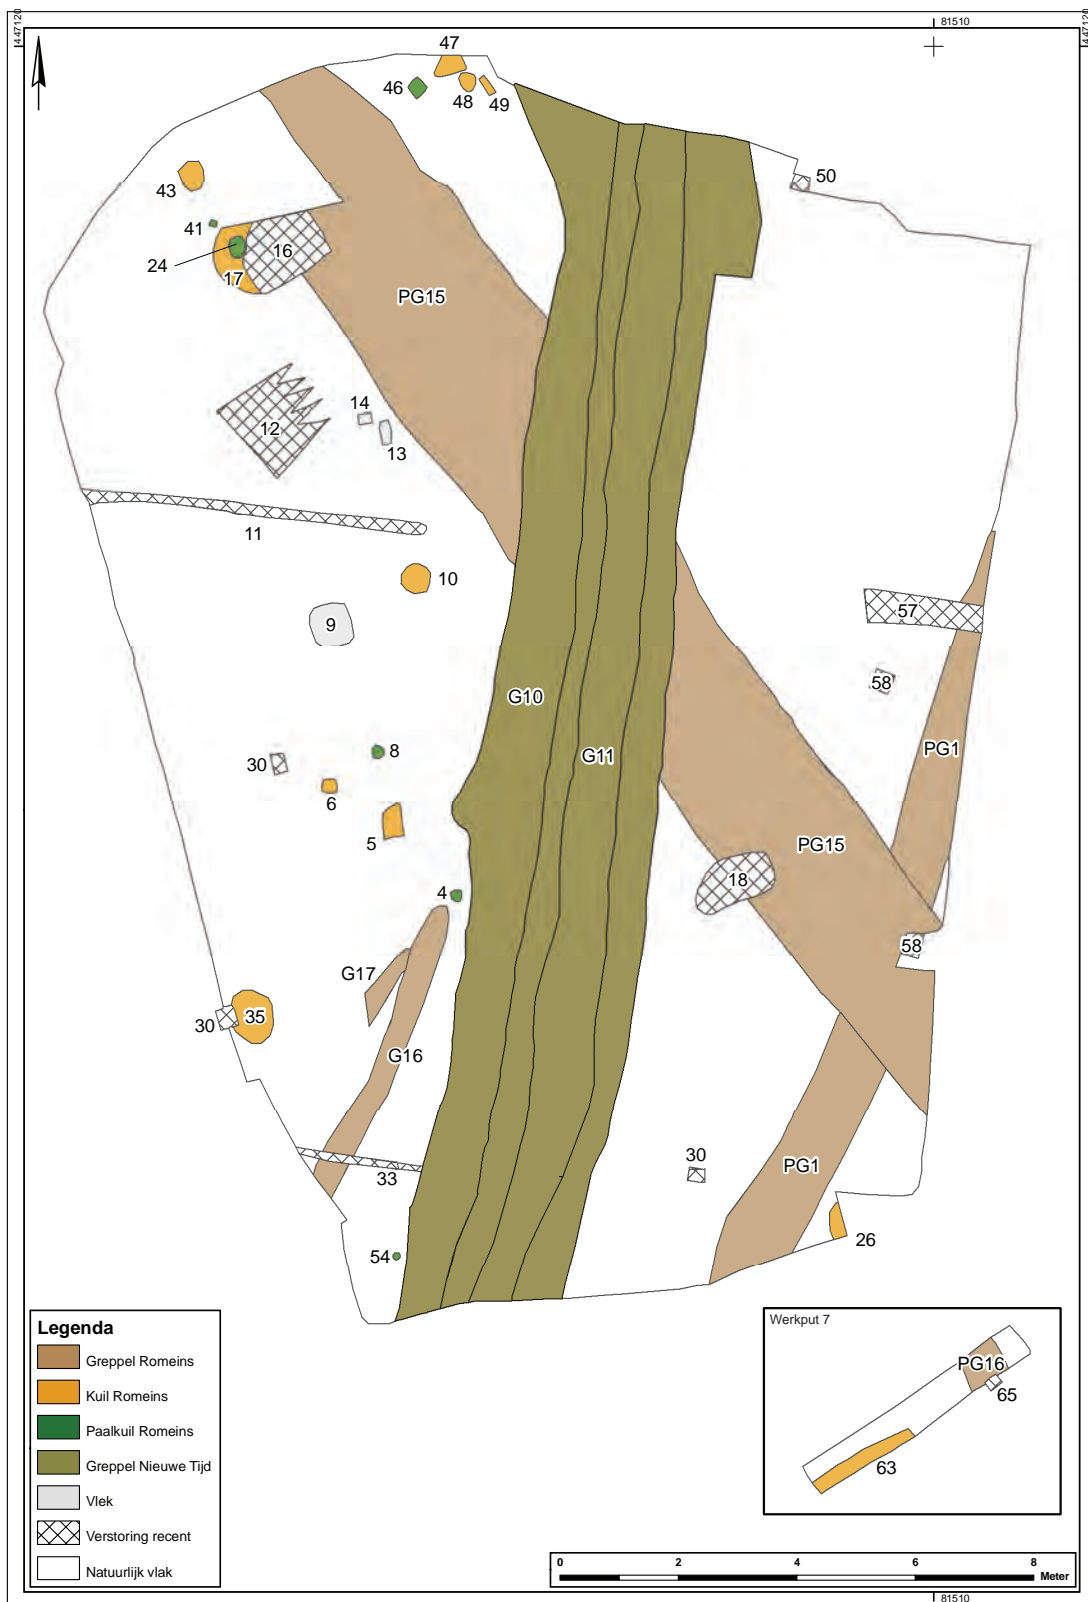 81510
447120
447120
47
46
48
49
50
43
41
16
24
17
PG15
14
12
13
11
10
57
9
58
G10
PG1
8
30
G11
6
5
PG15
18
4
58
G17
35
30
G16
30
PG1
33
26
54
Legenda
Greppel Romeins
Kuil Romeins
Paalkuil Romeins
Greppel Nieuwe Tijd
Vlek
Verstoring recent
Natuurlijk vlak
Werkput 7
PG16
65
63
0 2 4 6 8
Meter
81510